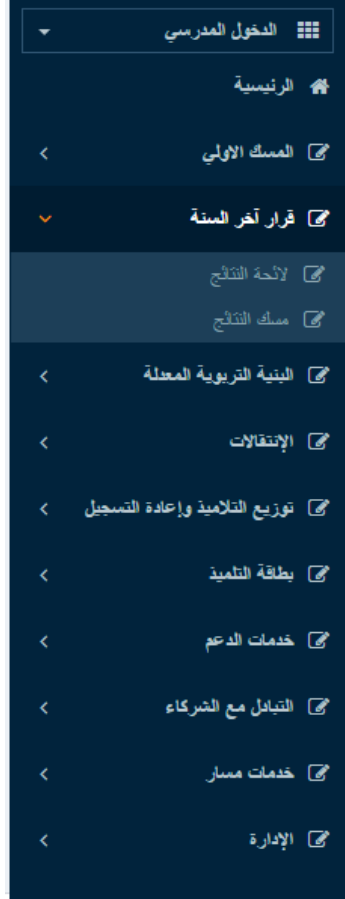 الدخول المدرسي
الرئيسية
المسك الاولي
قرار آخر السنة
لائحة النتائج
مسك النتائج
البنية التربوية المعدلة
الإنتقالات
توزيع التلاميذ وإعادة التسجيل
بطاقة التلميذ
خدمات الدعم
التبادل مع الشركاء
خدمات مسار
الإدارة